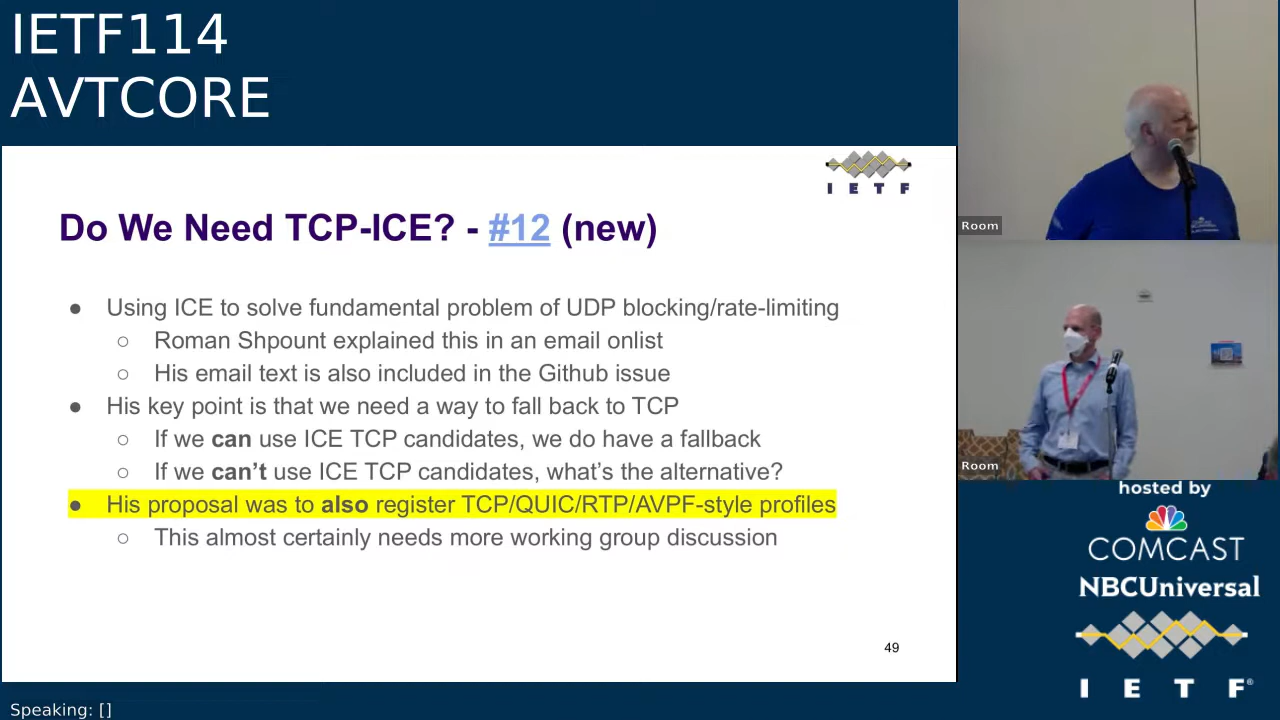 IETF114
AVTCORE
I E T F
Do We Need TCP-ICE? - #12 (new)
● Using ICE to solve fundamental problem of UDP blocking/rate-limiting
○ Roman Shpount explained this in an email onlist
○ His email text is also included in the Github issue
● His key point is that we need a way to fall back to TCP
○ If we can use ICE TCP candidates, we do have a fallback
○ If we can't use ICE TCP candidates, what's the alternative?
● His proposal was to also register TCP/QUIC/RTP/AVPF-style profiles
○ This almost certainly needs more working group discussion
49
Speaking: []
Room
Room
hosted by
COMCAST
NBCUniversal
I E T F®